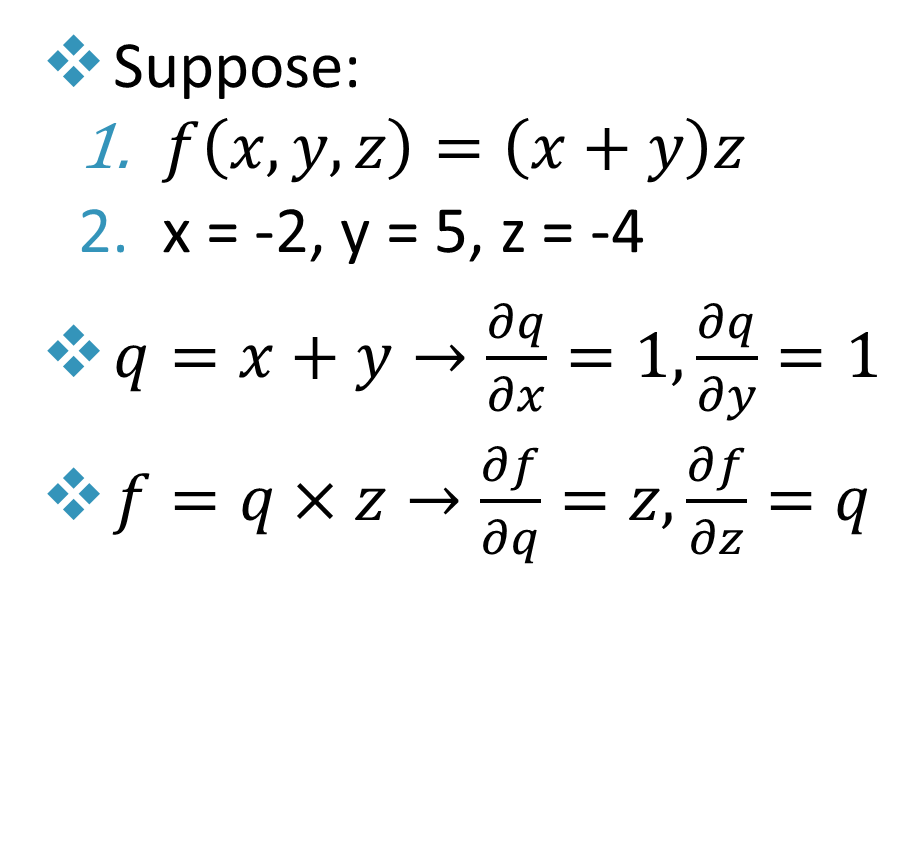 ❖ Suppose:
1. f(x, y, z) = (x + y)z
2. x = -2, y = 5, z = -4
❖ q = x + y → ∂q/∂x = 1, ∂q/∂y = 1
❖ f = q × z → ∂f/∂q = z, ∂f/∂z = q